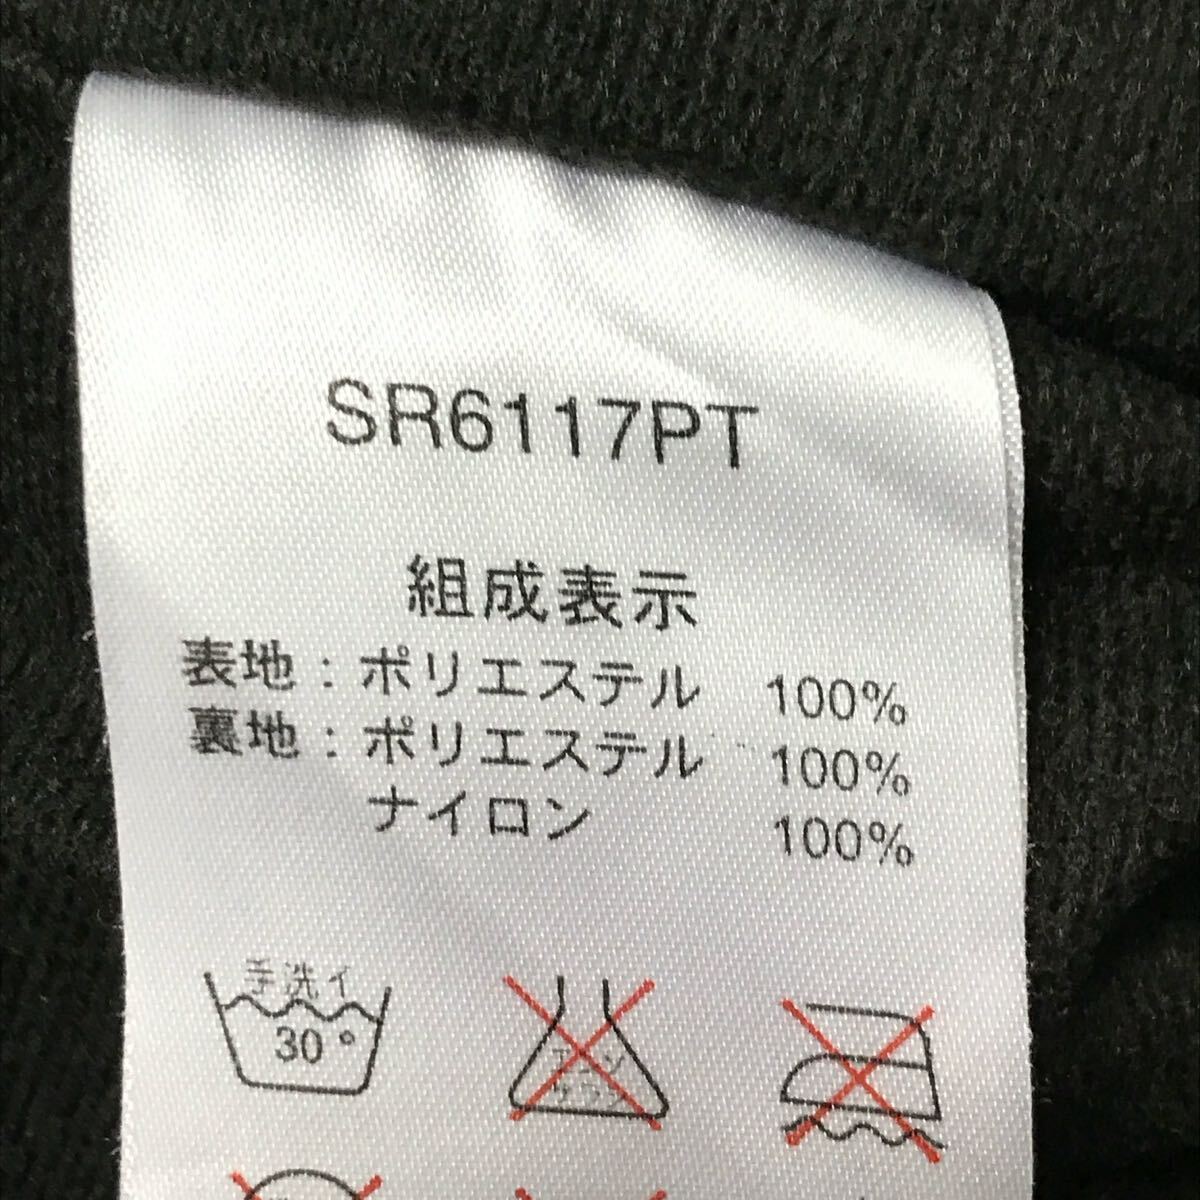 SR6117PT
組成表示
表地：ポリエステル 100%
裏地：ポリエステル 100%
ナイロン 100%
手洗イ
30°